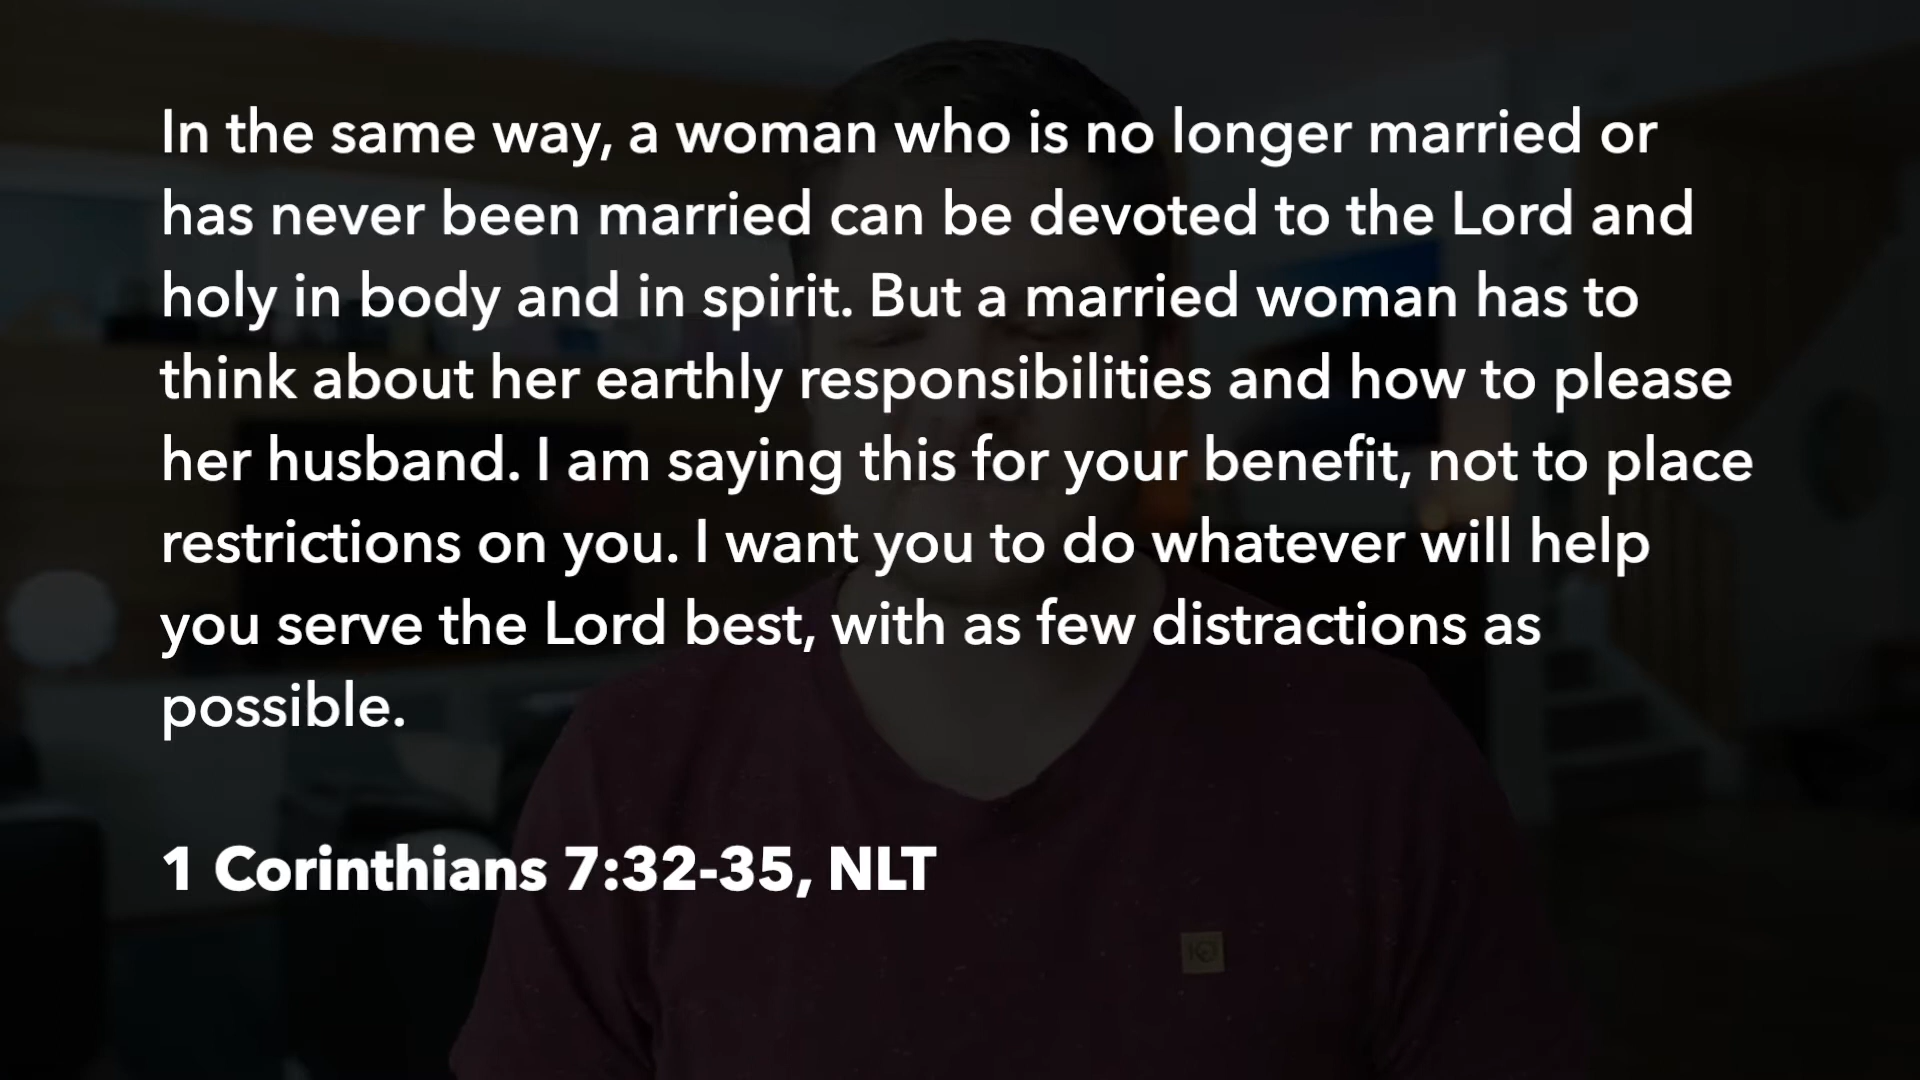 In the same way, a woman who is no longer married or
has never been married can be devoted to the Lord and
holy in body and in spirit. But a married woman has to
think about her earthly responsibilities and how to please
her husband. I am saying this for your benefit, not to place
restrictions on you. I want you to do whatever will help
you serve the Lord best, with as few distractions as
possible.
1 Corinthians 7:32-35, NLT